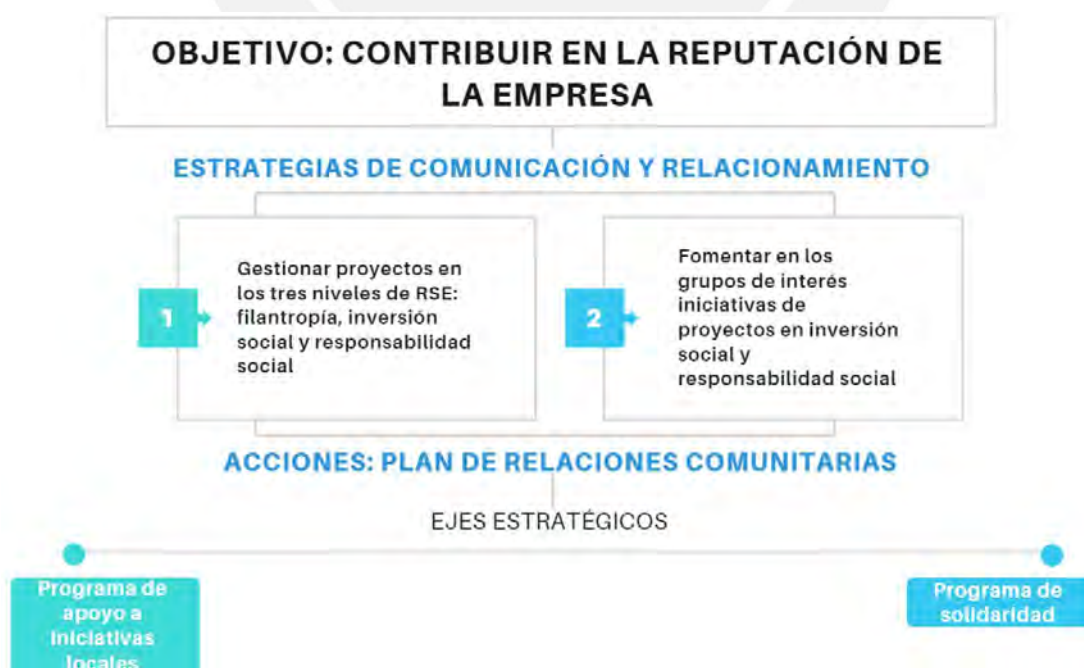 OBJETIVO: CONTRIBUIR EN LA REPUTACIÓN DE
LA EMPRESA
ESTRATEGIAS DE COMUNICACIÓN Y RELACIONAMIENTO
1
Gestionar proyectos en
los tres niveles de RSE:
filantropía, inversión
social y responsabilidad
social
2
Fomentar en los
grupos de interés
iniciativas de
proyectos en inversión
social y
responsabilidad social
ACCIONES: PLAN DE RELACIONES COMUNITARIAS
EJES ESTRATÉGICOS
Programa de
apoyo a
iniciativas
locales
Programa de
solidaridad